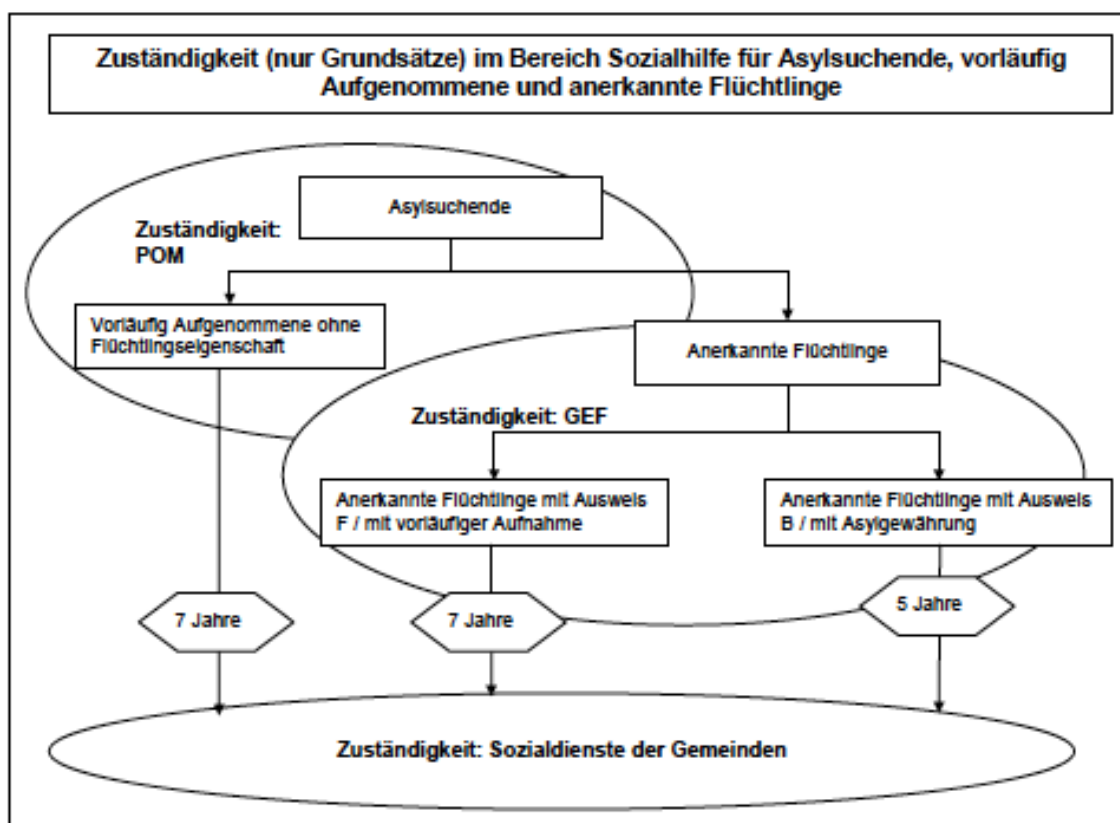 Zuständigkeit (nur Grundsätze) im Bereich Sozialhilfe für Asylsuchende, vorläufig
Aufgenommene und anerkannte Flüchtlinge
Asylsuchende
Zuständigkeit:
POM
Vorläufig Aufgenommene ohne
Flüchtlingseigenschaft
Anerkannte Flüchtlinge
Zuständigkeit: GEF
Anerkannte Flüchtlinge mit Ausweis
F / mit vorläufiger Aufnahme
Anerkannte Flüchtlinge mit Ausweis
B / mit Asylgewährung
7 Jahre
7 Jahre
5 Jahre
Zuständigkeit: Sozialdienste der Gemeinden